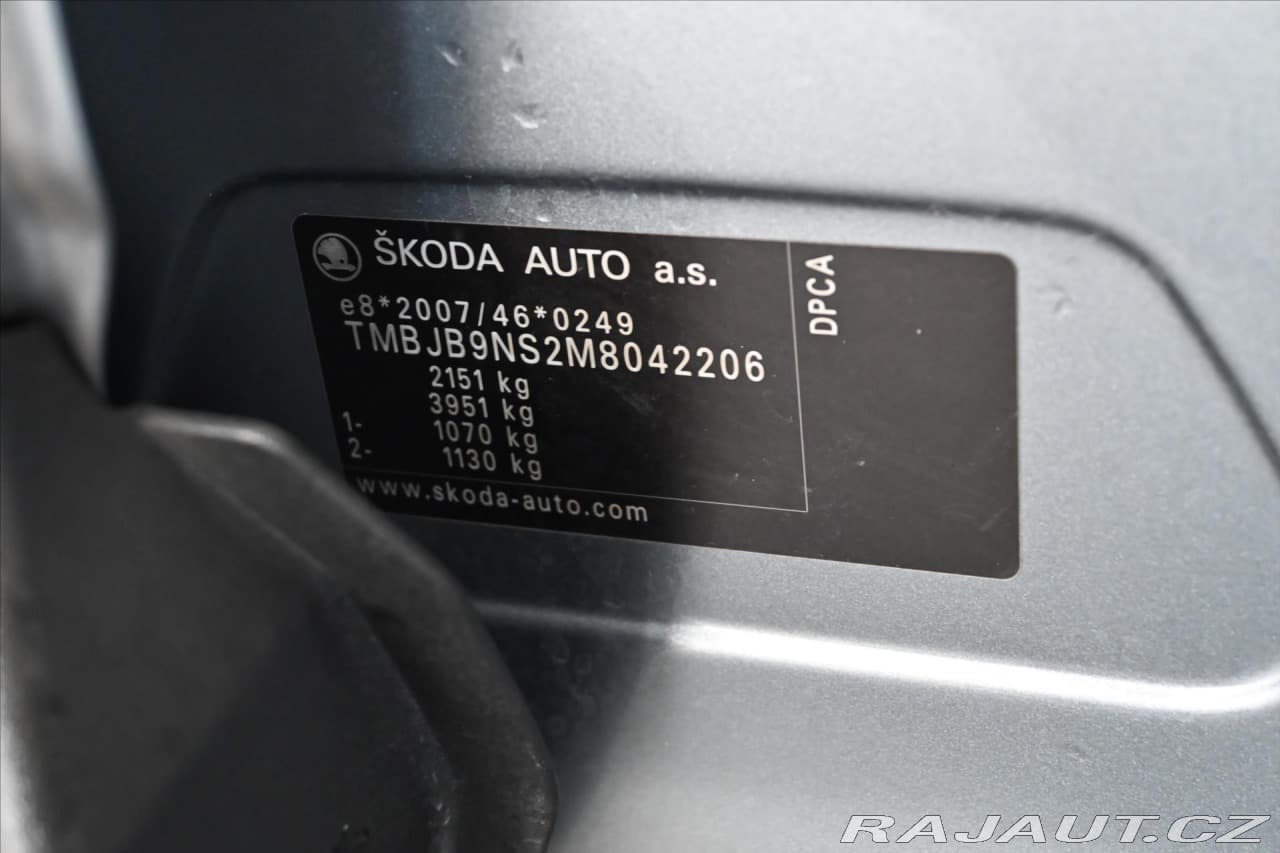 ŠKODA AUTO a.s.
e8*2007/46*0249
TMBJB9NS2M8042206
2151 kg
3951 kg
1- 1070 kg
2- 1130 kg
www.skoda-auto.com
DPCA
RAJAUT.CZ